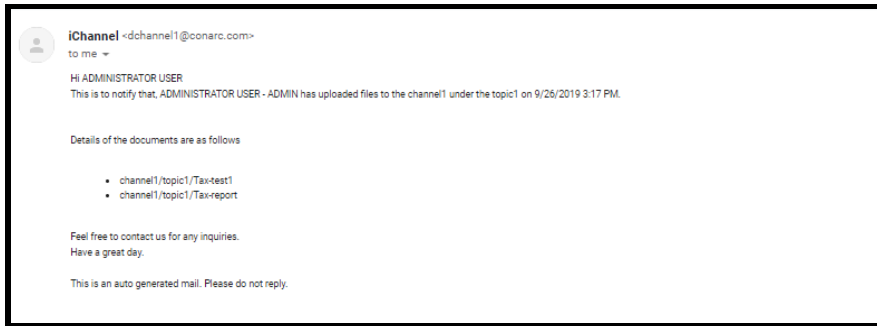 iChannel <dchannel1@conarc.com>
to me
Hi ADMINISTRATOR USER
This is to notify that, ADMINISTRATOR USER - ADMIN has uploaded files to the channel1 under the topic1 on 9/26/2019 3:17 PM.
Details of the documents are as follows
• channel1/topic1/Tax-test1
• channel1/topic1/Tax-report
Feel free to contact us for any inquiries.
Have a great day.
This is an auto generated mail. Please do not reply.